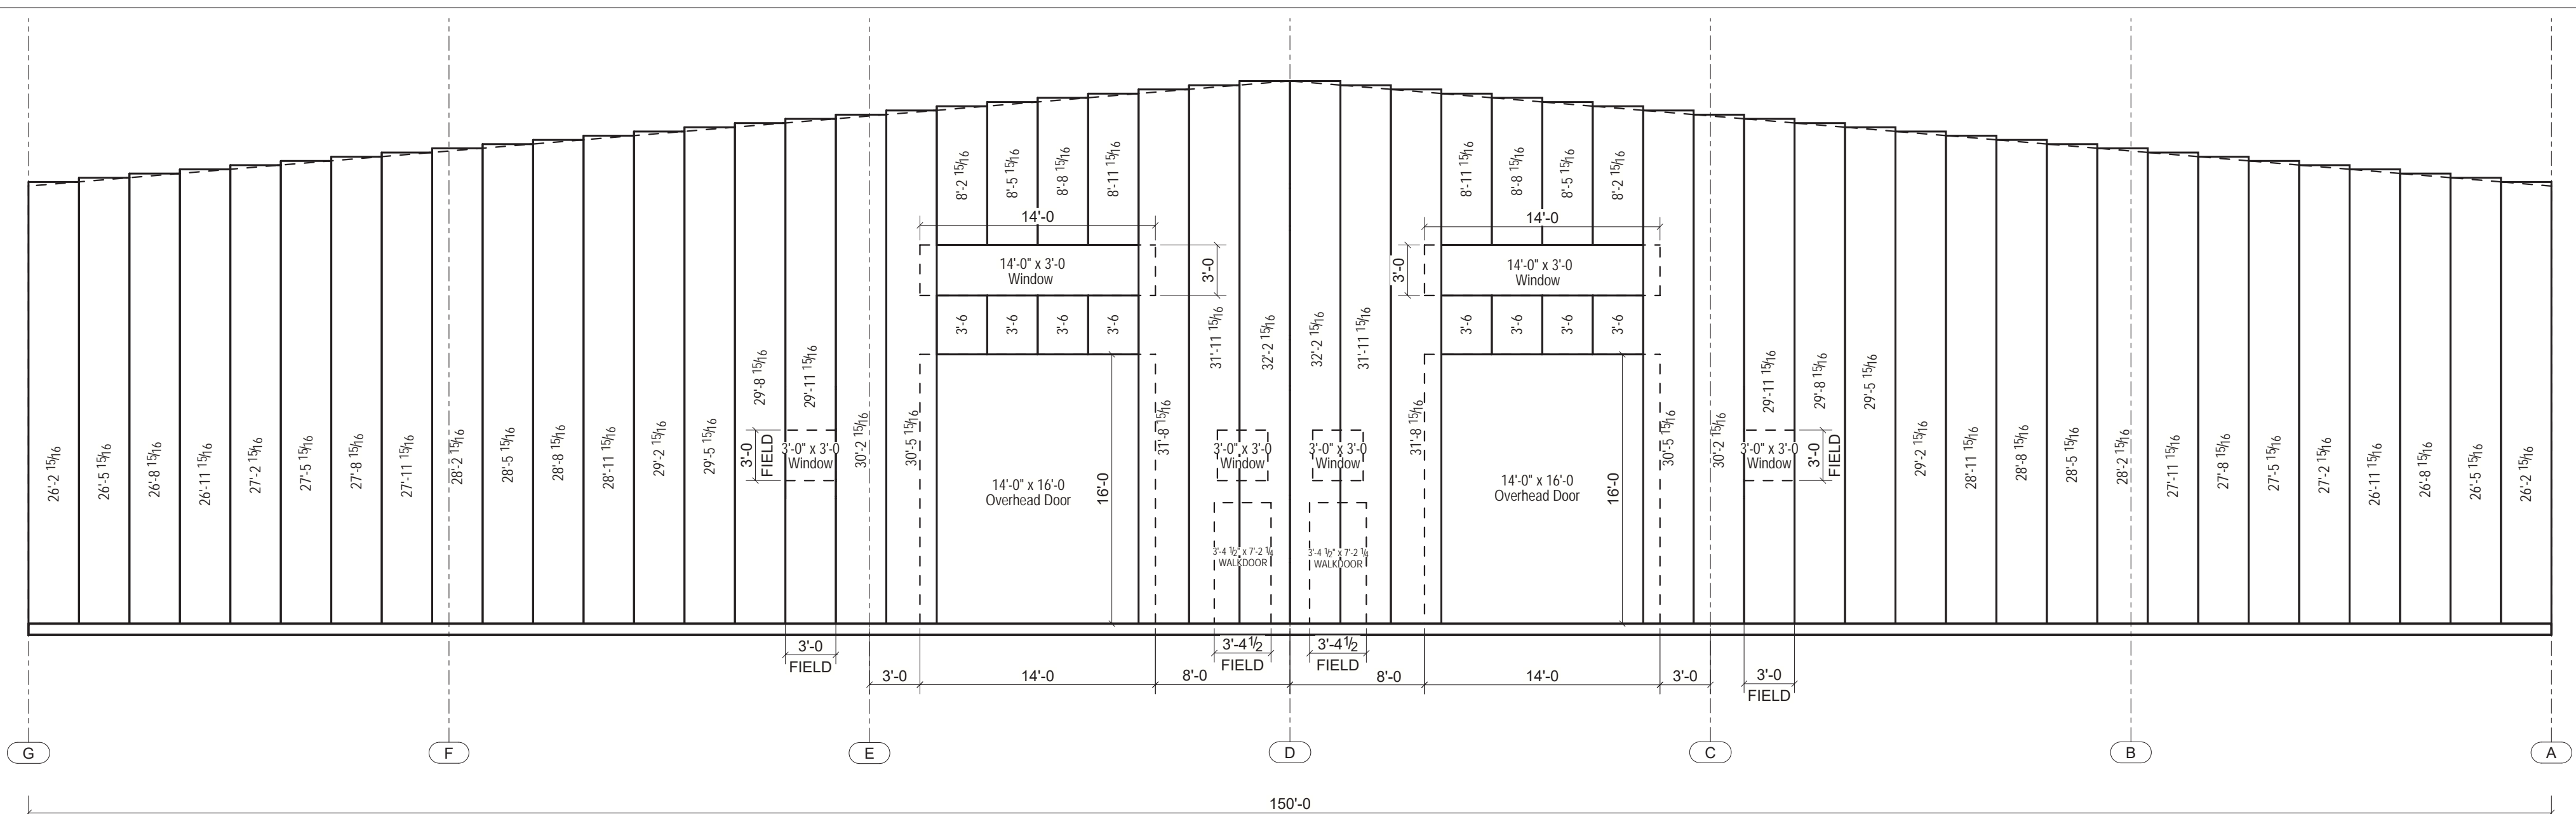 8'-2 15/16
8'-5 15/16
8'-8 15/16
8'-11 15/16
8'-11 15/16
8'-8 15/16
8'-5 15/16
8'-2 15/16
14'-0
14'-0
14'-0" x 3'-0
Window
3'-0
3'-0
14'-0" x 3'-0
Window
3'-6
3'-6
3'-6
3'-6
31'-11 15/16
32'-2 15/16
32'-2 15/16
31'-11 15/16
3'-6
3'-6
3'-6
3'-6
26'-2 15/16
26'-5 15/16
26'-8 15/16
26'-11 15/16
27'-2 15/16
27'-5 15/16
27'-8 15/16
27'-11 15/16
28'-2 15/16
28'-5 15/16
28'-8 15/16
28'-11 15/16
29'-2 15/16
29'-5 15/16
29'-8 15/16
29'-11 15/16
3'-0
FIELD
3'-0" x 3'-0
Window
30'-2 15/16
30'-5 15/16
14'-0" x 16'-0
Overhead Door
16'-0
31'-8 15/16
3'-0" x 3'-0
Window
3'-0" x 3'-0
Window
3'-4 1/2" x 7'-2 1/4
WALKDOOR
3'-4 1/2" x 7'-2 1/4
WALKDOOR
31'-8 15/16
14'-0" x 16'-0
Overhead Door
16'-0
30'-5 15/16
30'-2 15/16
29'-11 15/16
3'-0" x 3'-0
Window
29'-8 15/16
3'-0
FIELD
29'-5 15/16
29'-2 15/16
28'-11 15/16
28'-8 15/16
28'-5 15/16
28'-2 15/16
27'-11 15/16
27'-8 15/16
27'-5 15/16
27'-2 15/16
26'-11 15/16
26'-8 15/16
26'-5 15/16
26'-2 15/16
3'-0
FIELD
3'-4 1/2
FIELD
3'-4 1/2
FIELD
3'-0
14'-0
8'-0
8'-0
14'-0
3'-0
3'-0
FIELD
G
F
E
D
C
B
A
150'-0